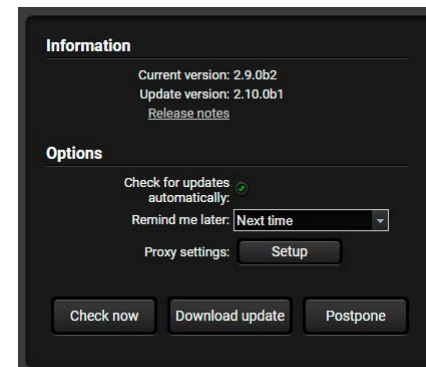 Information
Current version: 2.9.0b2
Update version: 2.10.0b1
Release notes
Options
Check for updates
automatically:
Remind me later: Next time
Proxy settings: Setup
Check now Download update Postpone